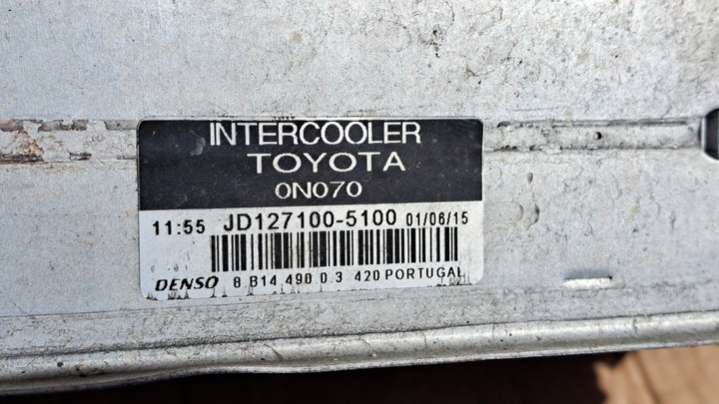 INTERCOOLER
TOYOTA
0N070
11:55 JD127100-5100 01/06/15
DENSO 8 B14 490 0.3 420 PORTUGAL